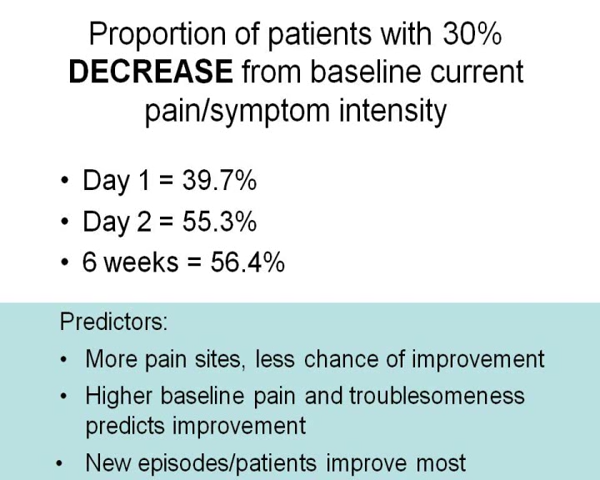 Proportion of patients with 30%
DECREASE from baseline current
pain/symptom intensity
• Day 1 = 39.7%
• Day 2 = 55.3%
• 6 weeks = 56.4%
Predictors:
• More pain sites, less chance of improvement
• Higher baseline pain and troublesomeness
predicts improvement
• New episodes/patients improve most